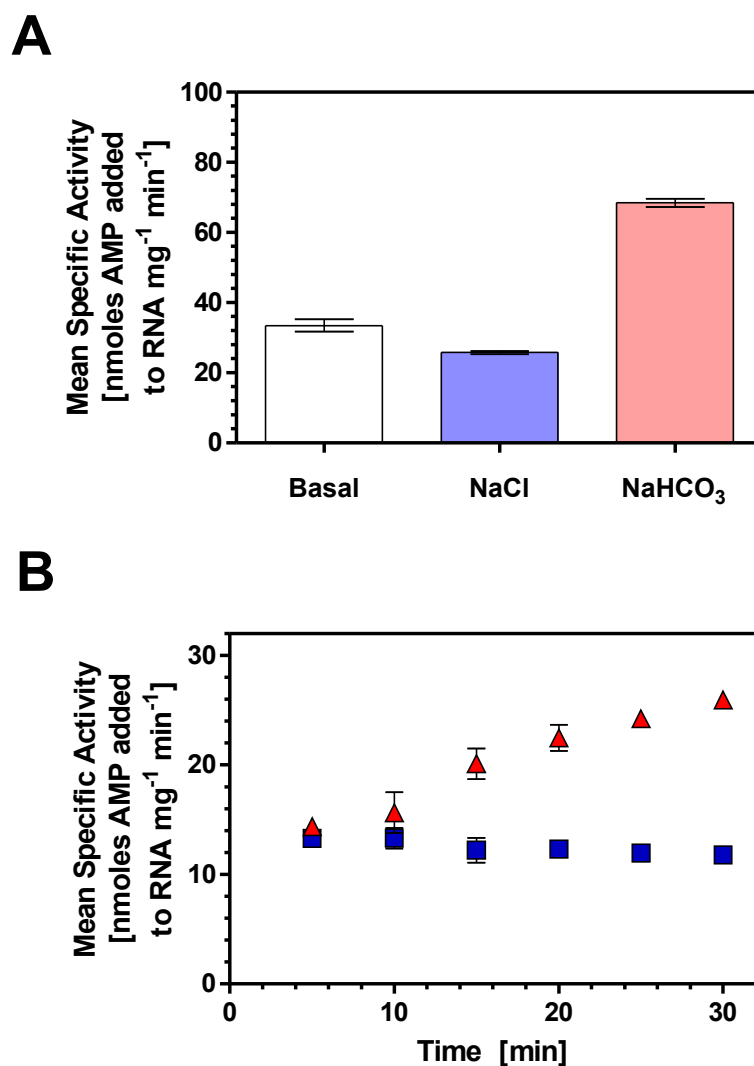 A
Mean Specific Activity
[nmoles AMP added
to RNA mg⁻¹ min⁻¹]
100
80
60
40
20
0
Basal NaCl NaHCO₃
B
Mean Specific Activity
[nmoles AMP added
to RNA mg⁻¹ min⁻¹]
30
20
10
0
0 10 20 30
Time [min]